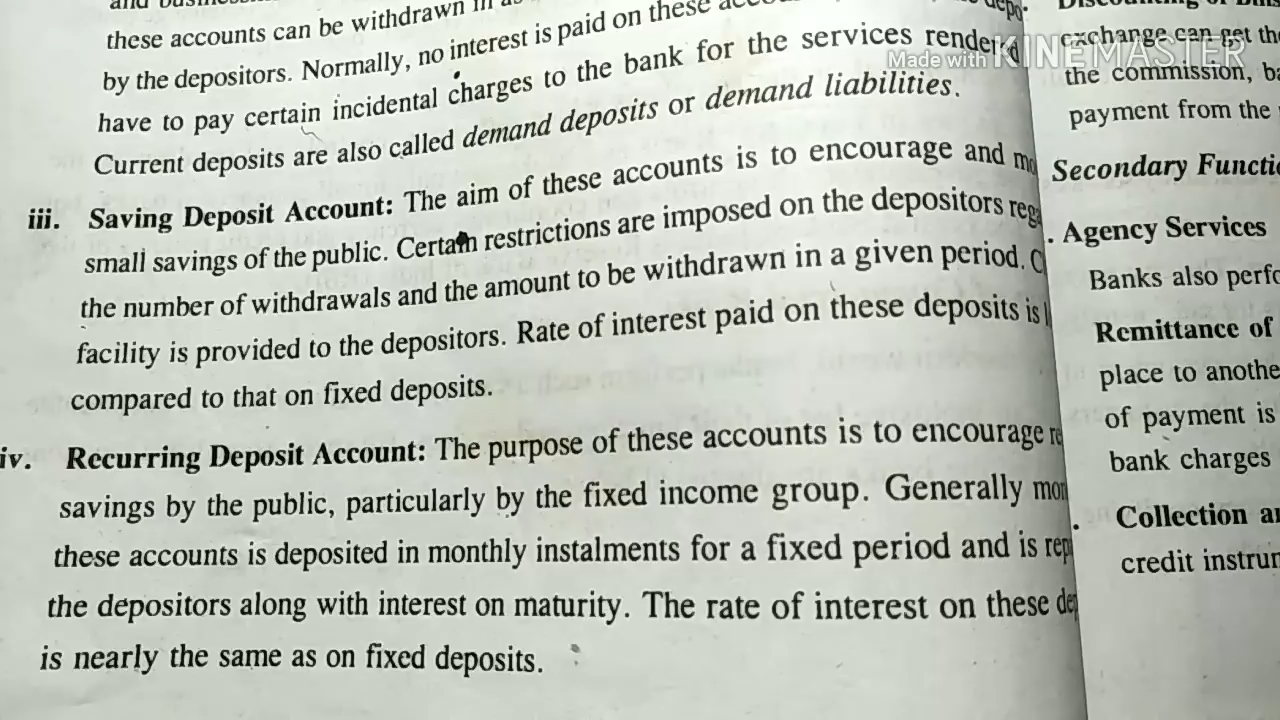 these accounts can be withdrawn
by the depositors. Normally, no interest is paid on these
have to pay certain incidental charges to the bank for the services rendered
Current deposits are also called demand deposits or demand liabilities.
iii. Saving Deposit Account: The aim of these accounts is to encourage and
small savings of the public. Certain restrictions are imposed on the depositors
the number of withdrawals and the amount to be withdrawn in a given period.
facility is provided to the depositors. Rate of interest paid on these deposits is
compared to that on fixed deposits.
iv. Recurring Deposit Account: The purpose of these accounts is to encourage
savings by the public, particularly by the fixed income group. Generally
these accounts is deposited in monthly instalments for a fixed period and is
the depositors along with interest on maturity. The rate of interest on these
is nearly the same as on fixed deposits.
exchange can get
the commission,
payment from the
Secondary
. Agency Services
Banks also
Remittance of
place to
of payment is
bank charges
. Collection
credit
Made with KINEMASTER